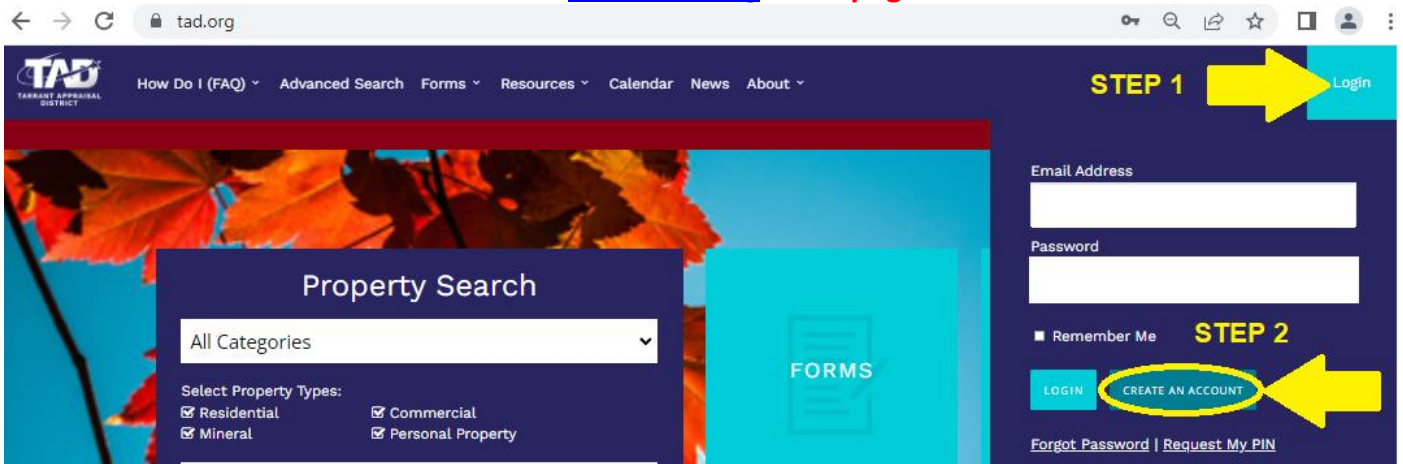 tad.org
TAD
TARRANT APPRAISAL
DISTRICT
How Do I (FAQ) Advanced Search Forms Resources Calendar News About
STEP 1
Login
Email Address
Password
Remember Me
STEP 2
LOGIN CREATE AN ACCOUNT
Forgot Password | Request My PIN
Property Search
All Categories
Select Property Types:
Residential Commercial
Mineral Personal Property
FORMS